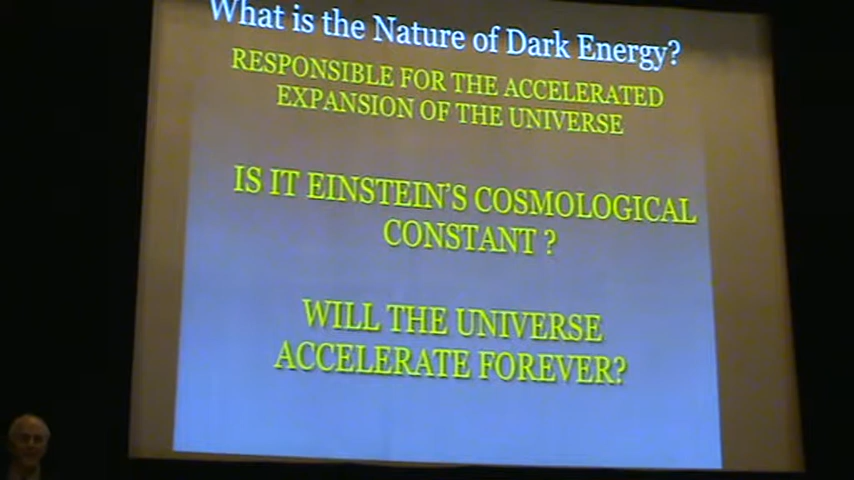 What is the Nature of Dark Energy?
RESPONSIBLE FOR THE ACCELERATED
EXPANSION OF THE UNIVERSE
IS IT EINSTEIN'S COSMOLOGICAL
CONSTANT ?
WILL THE UNIVERSE
ACCELERATE FOREVER?